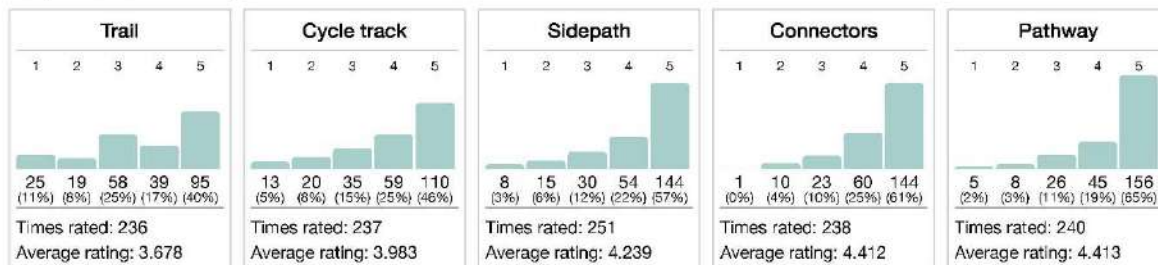 Trail
1 2 3 4 5
25 19 58 39 95
(11%) (8%) (25%) (17%) (40%)
Times rated: 236
Average rating: 3.678
Cycle track
1 2 3 4 5
13 20 35 59 110
(5%) (8%) (15%) (25%) (46%)
Times rated: 237
Average rating: 3.983
Sidepath
1 2 3 4 5
8 15 30 54 144
(3%) (6%) (12%) (22%) (57%)
Times rated: 251
Average rating: 4.239
Connectors
1 2 3 4 5
1 10 23 60 144
(0%) (4%) (10%) (25%) (61%)
Times rated: 238
Average rating: 4.412
Pathway
1 2 3 4 5
5 8 26 45 156
(2%) (3%) (11%) (19%) (65%)
Times rated: 240
Average rating: 4.413